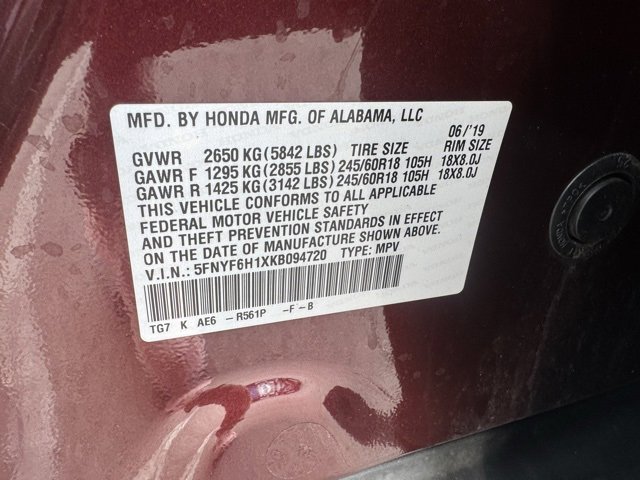 MFD. BY HONDA MFG. OF ALABAMA, LLC 06/'19
GVWR 2650 KG (5842 LBS) TIRE SIZE RIM SIZE
GAWR F 1295 KG (2855 LBS) 245/60R18 105H 18X8.0J
GAWR R 1425 KG (3142 LBS) 245/60R18 105H 18X8.0J
THIS VEHICLE CONFORMS TO ALL APPLICABLE
FEDERAL MOTOR VEHICLE SAFETY
AND THEFT PREVENTION STANDARDS IN EFFECT
ON THE DATE OF MANUFACTURE SHOWN ABOVE.
V.I.N.: 5FNYF6H1XKB094720 TYPE: MPV
TG7 K AE6 -R561P -F-B